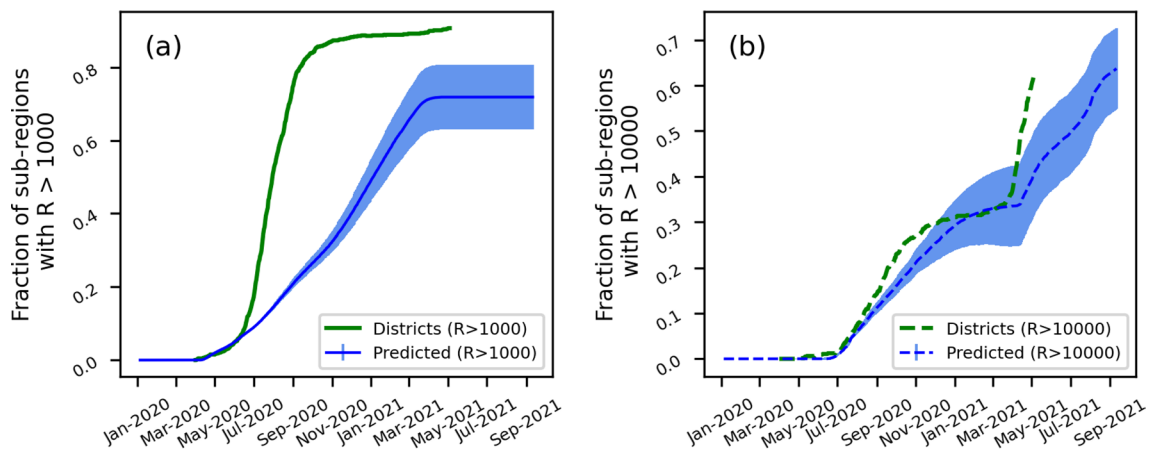 (a)
Fraction of sub-regions
with R > 1000
0.8
0.6
0.4
0.2
0.0
Districts (R>1000)
Predicted (R>1000)
Jan-2020
Mar-2020
May-2020
Jul-2020
Sep-2020
Nov-2020
Jan-2021
Mar-2021
May-2021
Jul-2021
Sep-2021
(b)
Fraction of sub-regions
with R > 10000
0.7
0.6
0.5
0.4
0.3
0.2
0.1
0.0
Districts (R>10000)
Predicted (R>10000)
Jan-2020
Mar-2020
May-2020
Jul-2020
Sep-2020
Nov-2020
Jan-2021
Mar-2021
May-2021
Jul-2021
Sep-2021